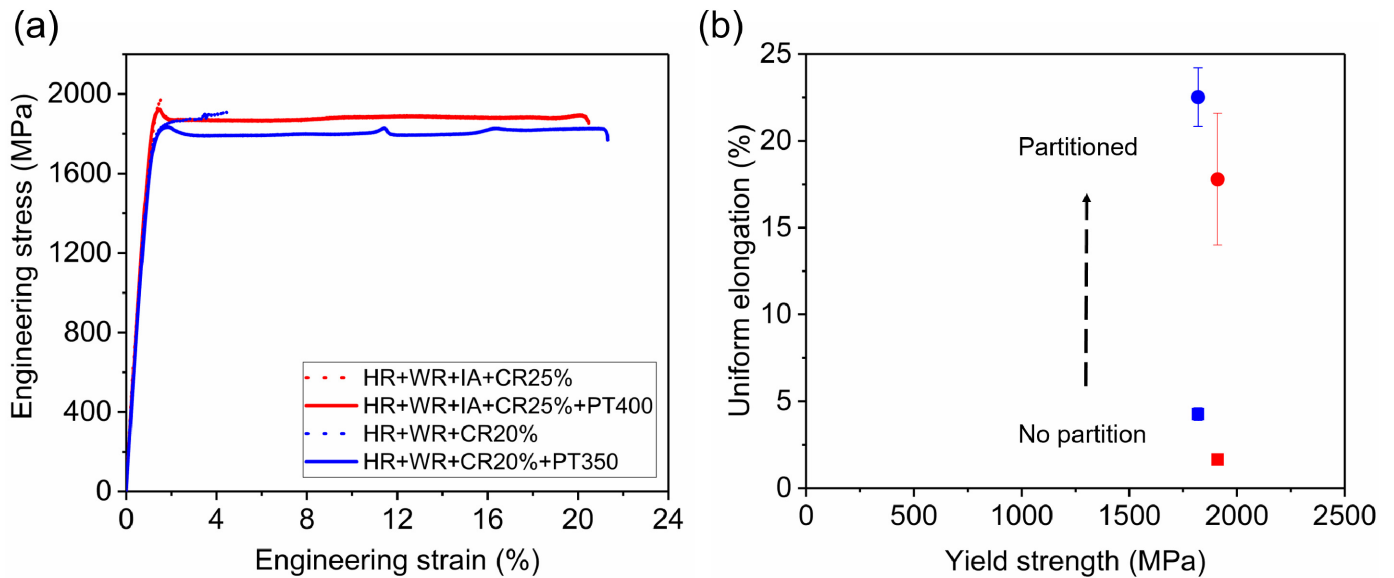 (a)
Engineering stress (MPa)
2000
1600
1200
800
400
0
0 4 8 12 16 20 24
Engineering strain (%)
HR+WR+IA+CR25%
HR+WR+IA+CR25%+PT400
HR+WR+CR20%
HR+WR+CR20%+PT350
(b)
Uniform elongation (%)
25
20
15
10
5
0
0 500 1000 1500 2000 2500
Yield strength (MPa)
Partitioned
No partition